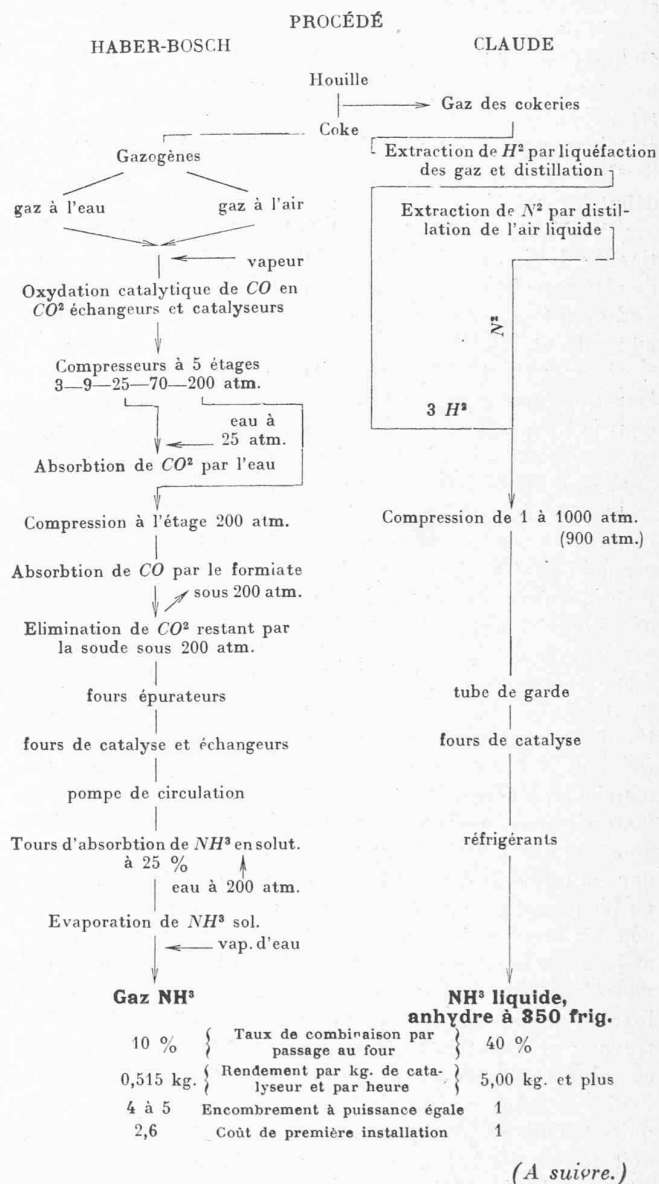 PROCÉDÉ
HABER-BOSCH
CLAUDE
Houille
Gaz des cokeries
Coke
Gazogènes
gaz à l'eau
gaz à l'air
vapeur
Oxydation catalytique de CO en
CO² échangeurs et catalyseurs
Compresseurs à 5 étages
3—9—25—70—200 atm.
eau à
25 atm.
Absorbtion de CO² par l'eau
Compression à l'étage 200 atm.
Absorbtion de CO par le formiate
sous 200 atm.
Elimination de CO² restant par
la soude sous 200 atm.
fours épurateurs
fours de catalyse et échangeurs
pompe de circulation
Tours d'absorbtion de NH³ en solut.
à 25 %
eau à 200 atm.
Evaporation de NH³ sol.
vap. d'eau
Gaz NH³
Extraction de H² par liquéfaction
des gaz et distillation
Extraction de N² par distil-
lation de l'air liquide
N²
3 H²
Compression de 1 à 1000 atm.
(900 atm.)
tube de garde
fours de catalyse
réfrigérants
NH³ liquide,
anhydre à 350 frig.
10 % { Taux de combinaison par
passage au four } 40 %
0,515 kg. { Rendement par kg. de cata-
lyseur et par heure } 5,00 kg. et plus
4 à 5 Encombrement à puissance égale 1
2,6 Coût de première installation 1
(A suivre.)